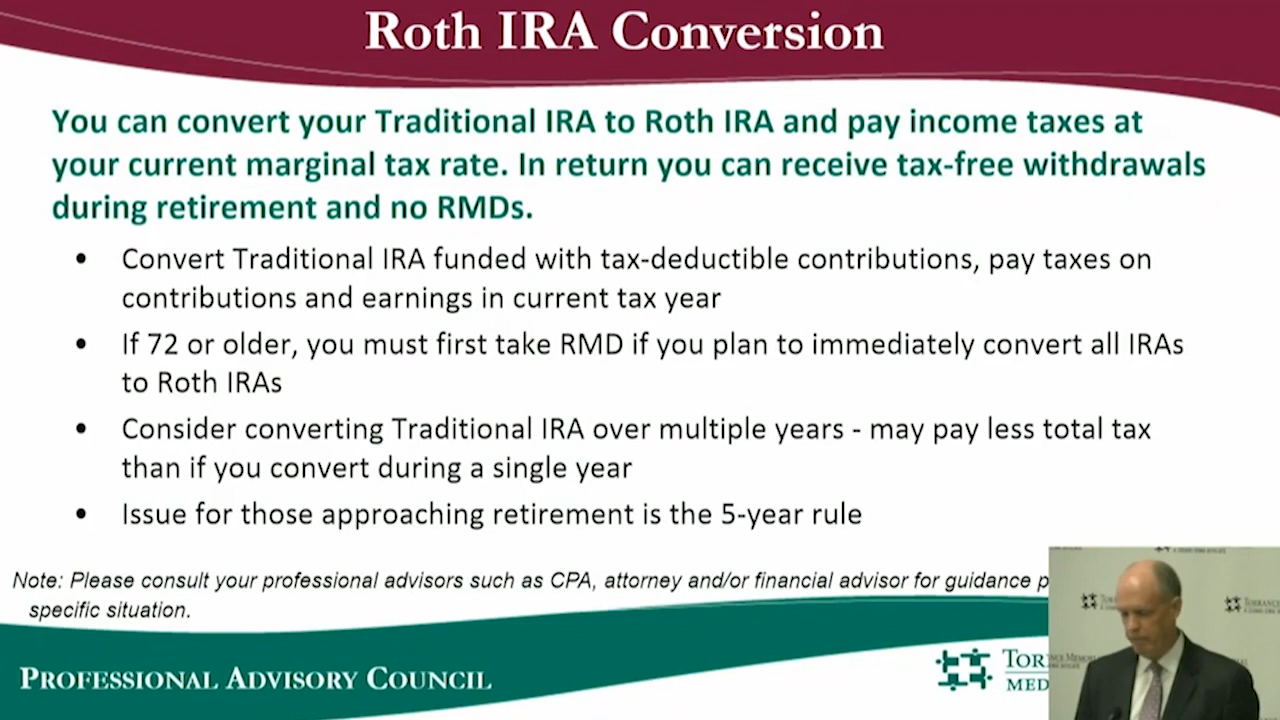 Roth IRA Conversion
You can convert your Traditional IRA to Roth IRA and pay income taxes at
your current marginal tax rate. In return you can receive tax-free withdrawals
during retirement and no RMDs.
• Convert Traditional IRA funded with tax-deductible contributions, pay taxes on
contributions and earnings in current tax year
• If 72 or older, you must first take RMD if you plan to immediately convert all IRAs
to Roth IRAs
• Consider converting Traditional IRA over multiple years - may pay less total tax
than if you convert during a single year
• Issue for those approaching retirement is the 5-year rule
Note: Please consult your professional advisors such as CPA, attorney and/or financial advisor for guidance p
specific situation.
PROFESSIONAL ADVISORY COUNCIL
TOR
MED